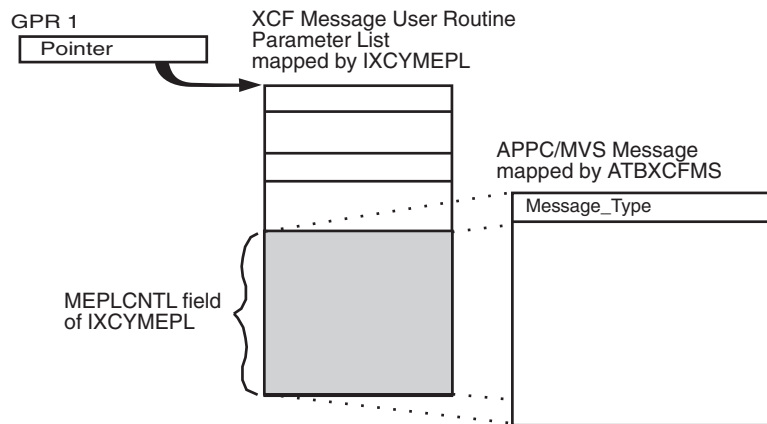 GPR 1
Pointer
XCF Message User Routine
Parameter List
mapped by IXCYMEPL
APPC/MVS Message
mapped by ATBXCFMS
Message_Type
MEPLCNTL field
of IXCYMEPL